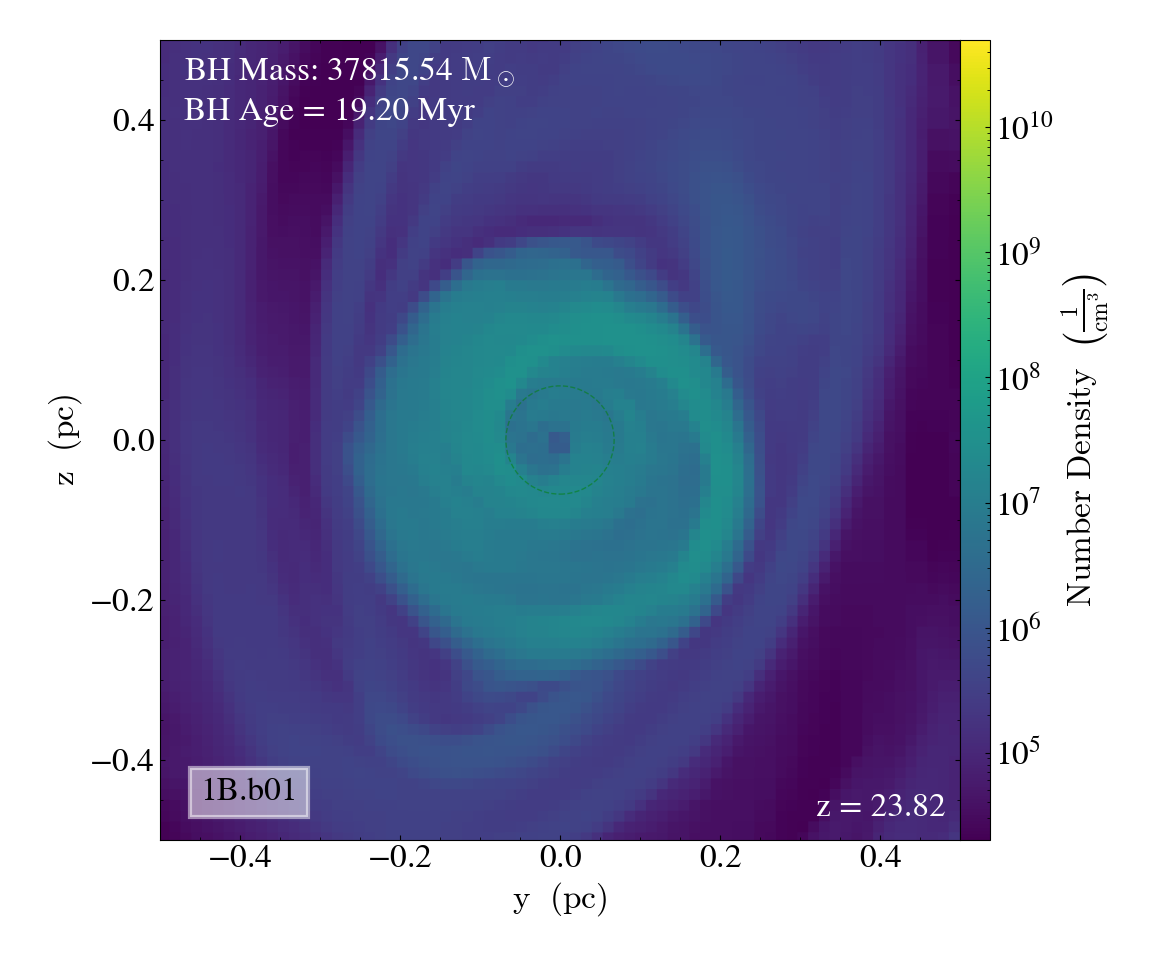 BH Mass: 37815.54 M⊙
BH Age = 19.20 Myr
0.4
0.2
0.0
−0.2
−0.4
z (pc)
1B.b01
z = 23.82
−0.4 −0.2 0.0 0.2 0.4
y (pc)
10^10
10^9
10^8
10^7
10^6
10^5
Number Density (1/cm^3)